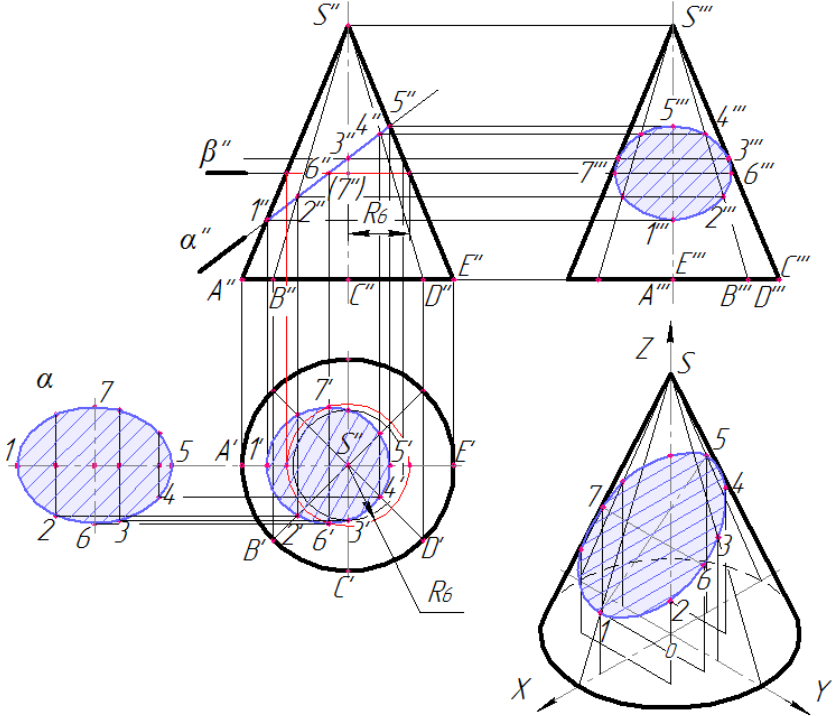 S″ S‴
5″
4″ 5‴ 4‴
3″ 3‴
β″ 6″ 7‴ 6‴
(7″)
1″ 2″ 2‴
R6 1‴
α″
E″ E‴ C‴
A″ B″ C″ D″ A‴ B‴ D‴
Z S
α 7 7′
5
1 5 A′ 1′ S″ 5′ E′
4 4′ 7 4
2 6 3 2′ 6′ 3′ 3
B′ D′ 6
C′ R6 1 2
0
X Y